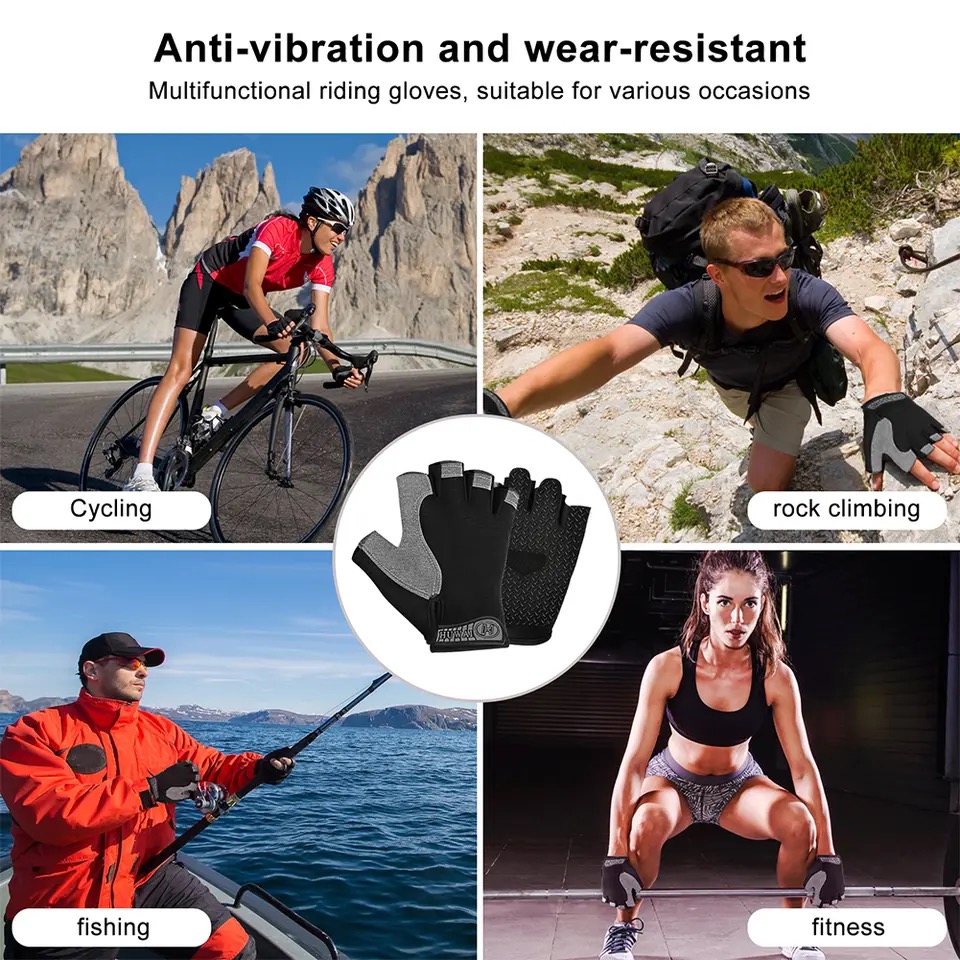 Anti-vibration and wear-resistant
Multifunctional riding gloves, suitable for various occasions
Cycling
rock climbing
fishing
fitness